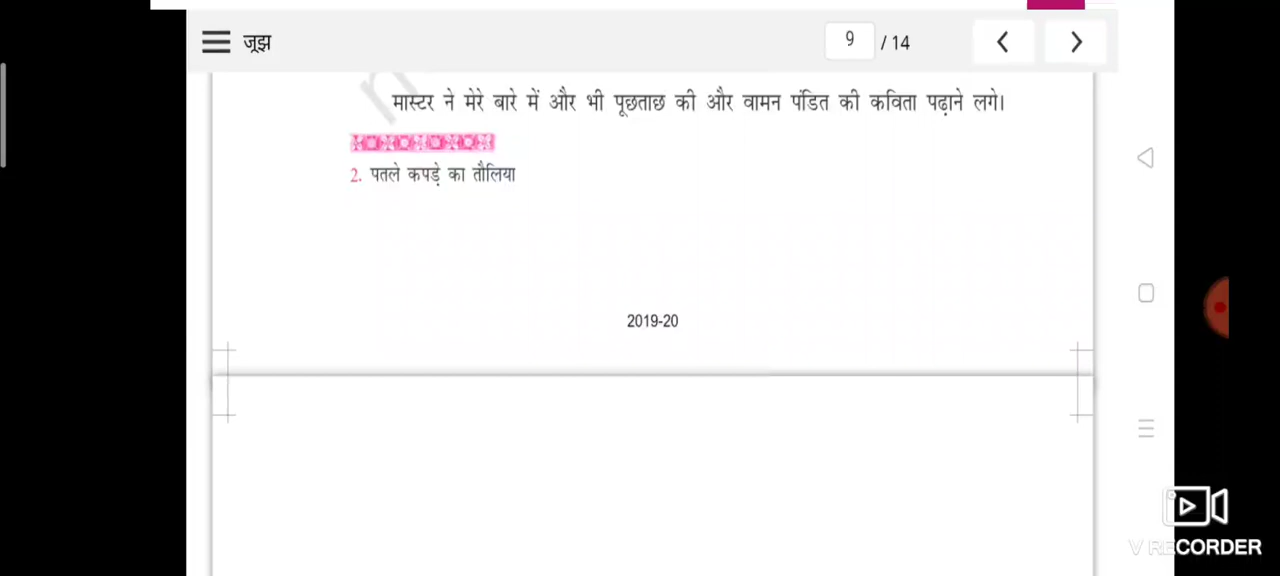 जूझ
9 / 14
मास्टर ने मेरे बारे में और भी पूछताछ की और वामन पंडित की कविता पढ़ाने लगे।
2. पतले कपड़े का तौलिया
2019-20
V RECORDER